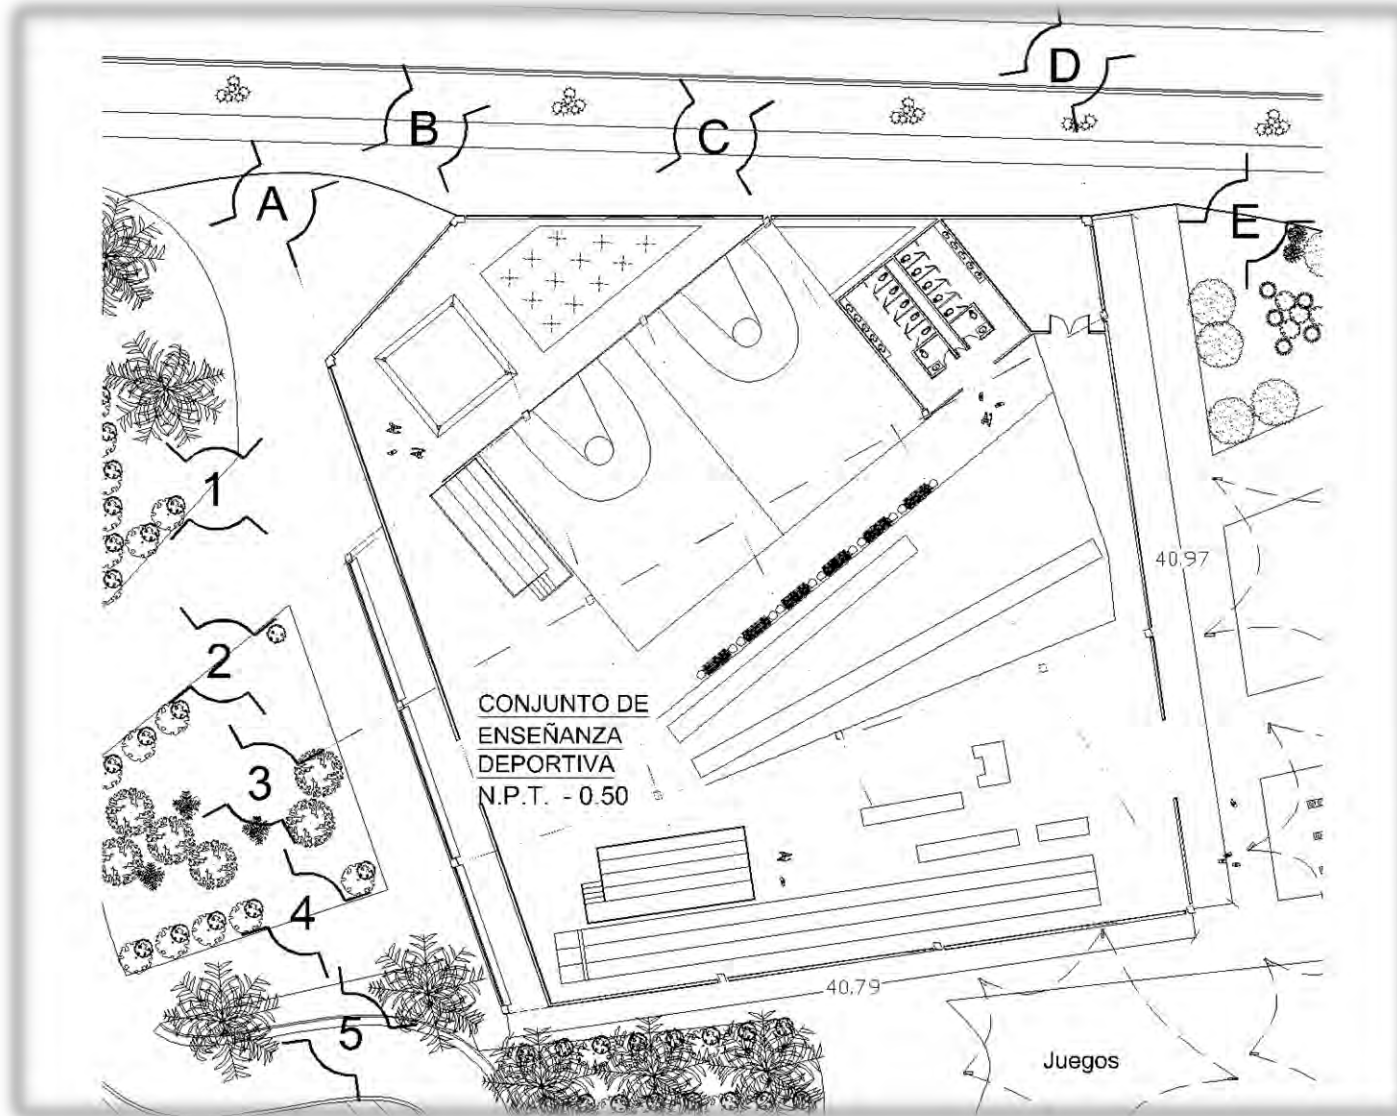 D
B
C
A
E
1
40.97
2
CONJUNTO DE
ENSEÑANZA
DEPORTIVA
N.P.T. - 0.50
3
4
40.79
5
Juegos